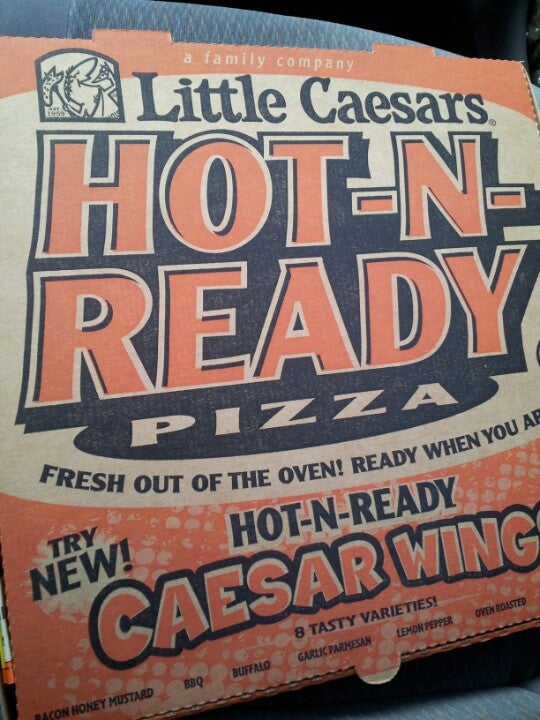 a family company
Little Caesars®
EST. 1959
HOT-N-
READY
PIZZA
FRESH OUT OF THE OVEN! READY WHEN YOU
TRY
NEW!
HOT-N-READY
CAESAR WING
8 TASTY VARIETIES!
BACON HONEY MUSTARD BBQ BUFFALO GARLIC PARMESAN LEMON PEPPER OVEN ROASTED